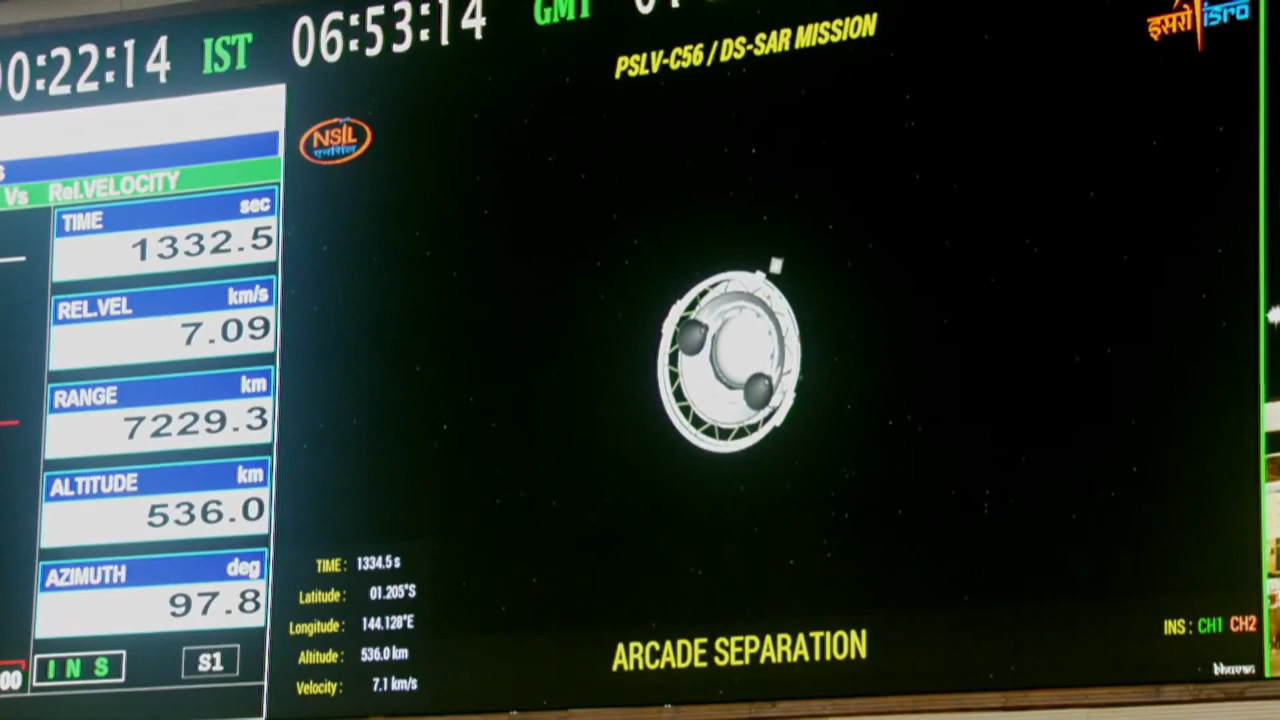 00:22:14 IST 06:53:14 GMT
PSLV-C56 / DS-SAR MISSION
इसरो isro
NSIL
एनसिल
Vs Rel.VELOCITY
TIME sec
1332.5
REL.VEL km/s
7.09
RANGE km
7229.3
ALTITUDE km
536.0
AZIMUTH deg
97.8
INS S1
00
TIME : 1334.5 s
Latitude : 01.205°S
Longitude : 144.128°E
Altitude : 536.0 km
Velocity : 7.1 km/s
ARCADE SEPARATION
INS : CH1 CH2
bhuvan